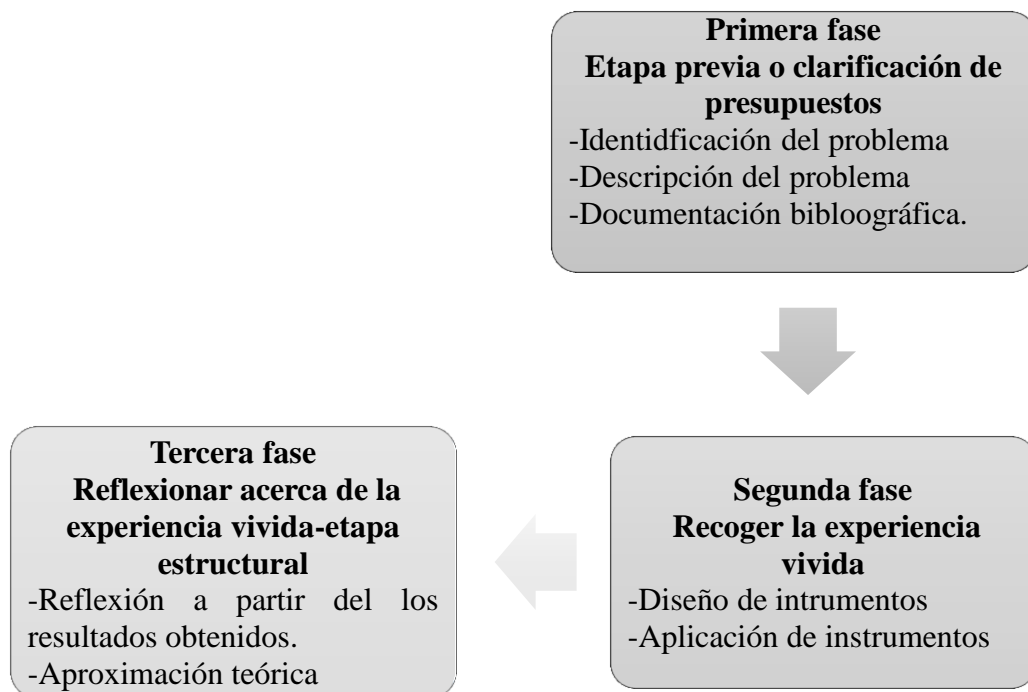 Primera fase
Etapa previa o clarificación de
presupuestos
-Identidficación del problema
-Descripción del problema
-Documentación bibloográfica.
Segunda fase
Recoger la experiencia
vivida
-Diseño de intrumentos
-Aplicación de instrumentos
Tercera fase
Reflexionar acerca de la
experiencia vivida-etapa
estructural
-Reflexión a partir del los
resultados obtenidos.
-Aproximación teórica